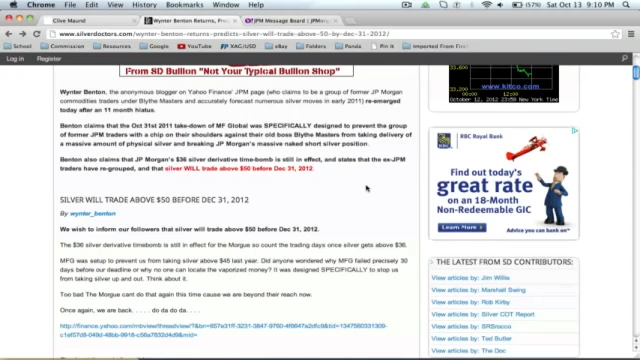 Chrome File Edit View History Bookmarks Window Help
(57%) Sat Oct 13 9:10 PM
Clive Maund
Wynter Benton Returns, Pre
JPM Message Board | JPMorg
www.silverdoctors.com/wynter-benton-returns-predicts-silver-will-trade-above-50-by-dec-31-2012/
School Commission Book Google YouTube XAG/USD Bullion Exchange Panda Pin It Imported From Firef
Log in Register
From SD Bullion "Not Your Typical Bullion Shop"
Wynter Benton, the anonymous blogger on Yahoo Finance' JPM page (who claims to be a group of former JP Morgan
commodities traders under Blythe Masters and accurately forecast numerous silver moves in early 2011) re-emerged
today after an 11 month hiatus.
Benton claims that the Oct 31st 2011 take-down of MF Global was SPECIFICALLY designed to prevent the group
of former JPM traders with a chip on their shoulders against their old boss Blythe Masters from taking delivery of
a massive amount of physical silver and breaking JP Morgan's massive naked short silver position.
Benton also claims that JP Morgan's $36 silver derivative time-bomb is still in effect, and states that the ex-JPM
traders have re-grouped, and that silver WILL trade above $50 before Dec 31, 2012.
SILVER WILL TRADE ABOVE $50 BEFORE DEC 31, 2012
By wynter_benton
We wish to inform our followers that silver will trade above $50 before Dec 31, 2012.
The $36 silver derivative timebomb is still in effect for the Morgue so count the trading days once silver gets above $36.
MFG was setup to prevent us from taking silver above $46 last year. Did anyone wonder why MFG failed precisely 30
days before our deadline or why no one can locate the vaporized money? It was designed SPECIFICALLY to stop us
from taking silver up and out. Think about it.
Too bad The Morgue cant do that again this time cause we are beyond their reach now.
Once again, we are back. . . . . do da da da. . . .
33.200
www.kitco.com
October 12, 2012 23:59 New York Time
RBC Royal Bank
Find out today's
great rate
on an 18-Month
Non-Redeemable GIC
Learn More
Advice you can bank on
THE LATEST FROM SD CONTRIBUTORS:
View articles by: Jim Willis
View articles by: Marshall Swing
View articles by: Rob Kirby
View articles by: Silver COT Report
View articles by: SRSrocco
View articles by: Ted Butler
View articles by: The Doc